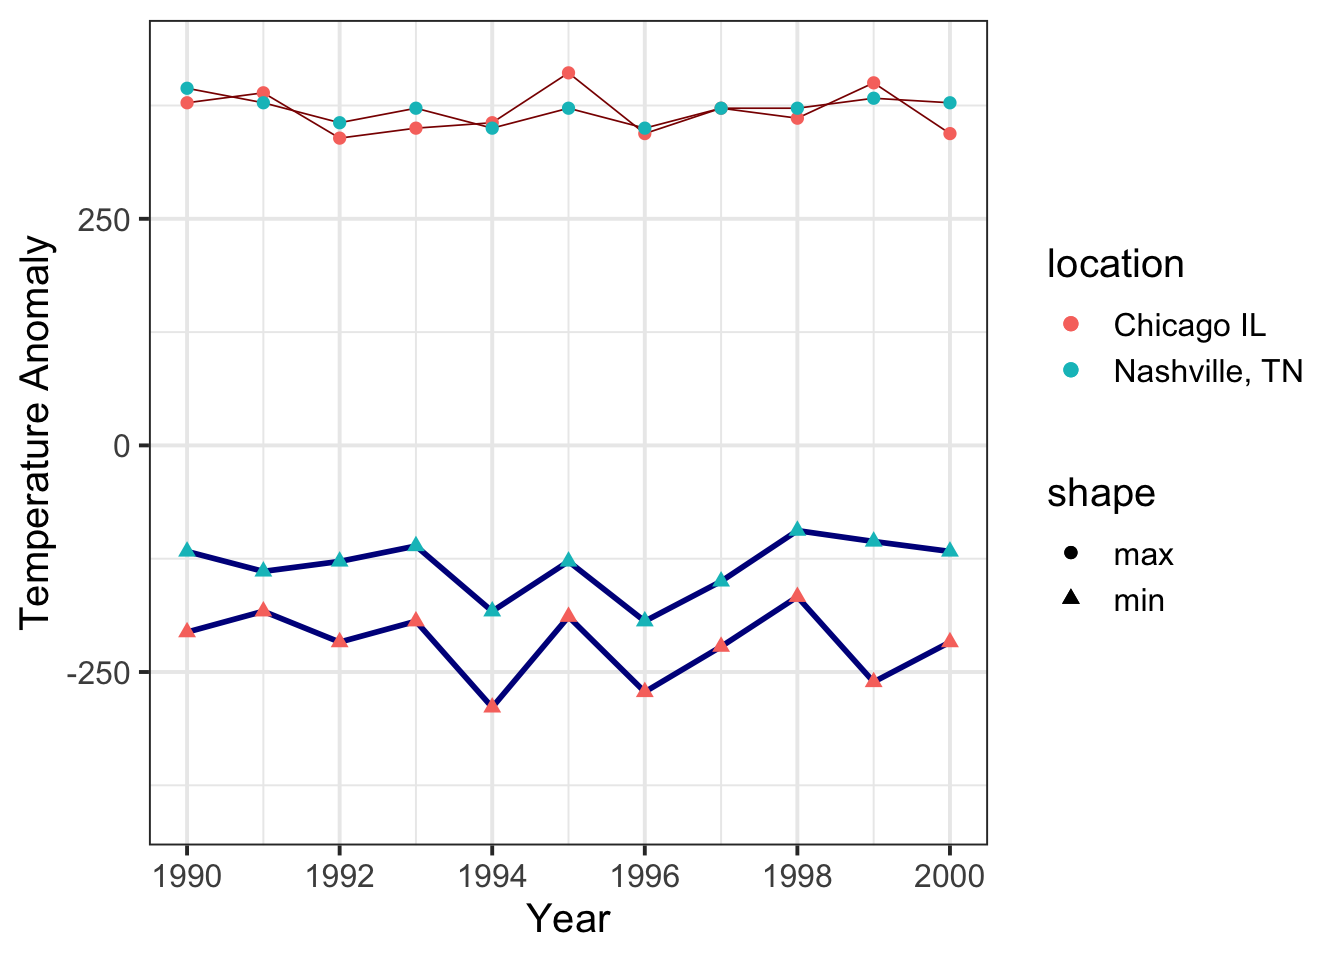 Temperature Anomaly
250
0
-250
1990 1992 1994 1996 1998 2000
Year
location
Chicago IL
Nashville, TN
shape
max
min